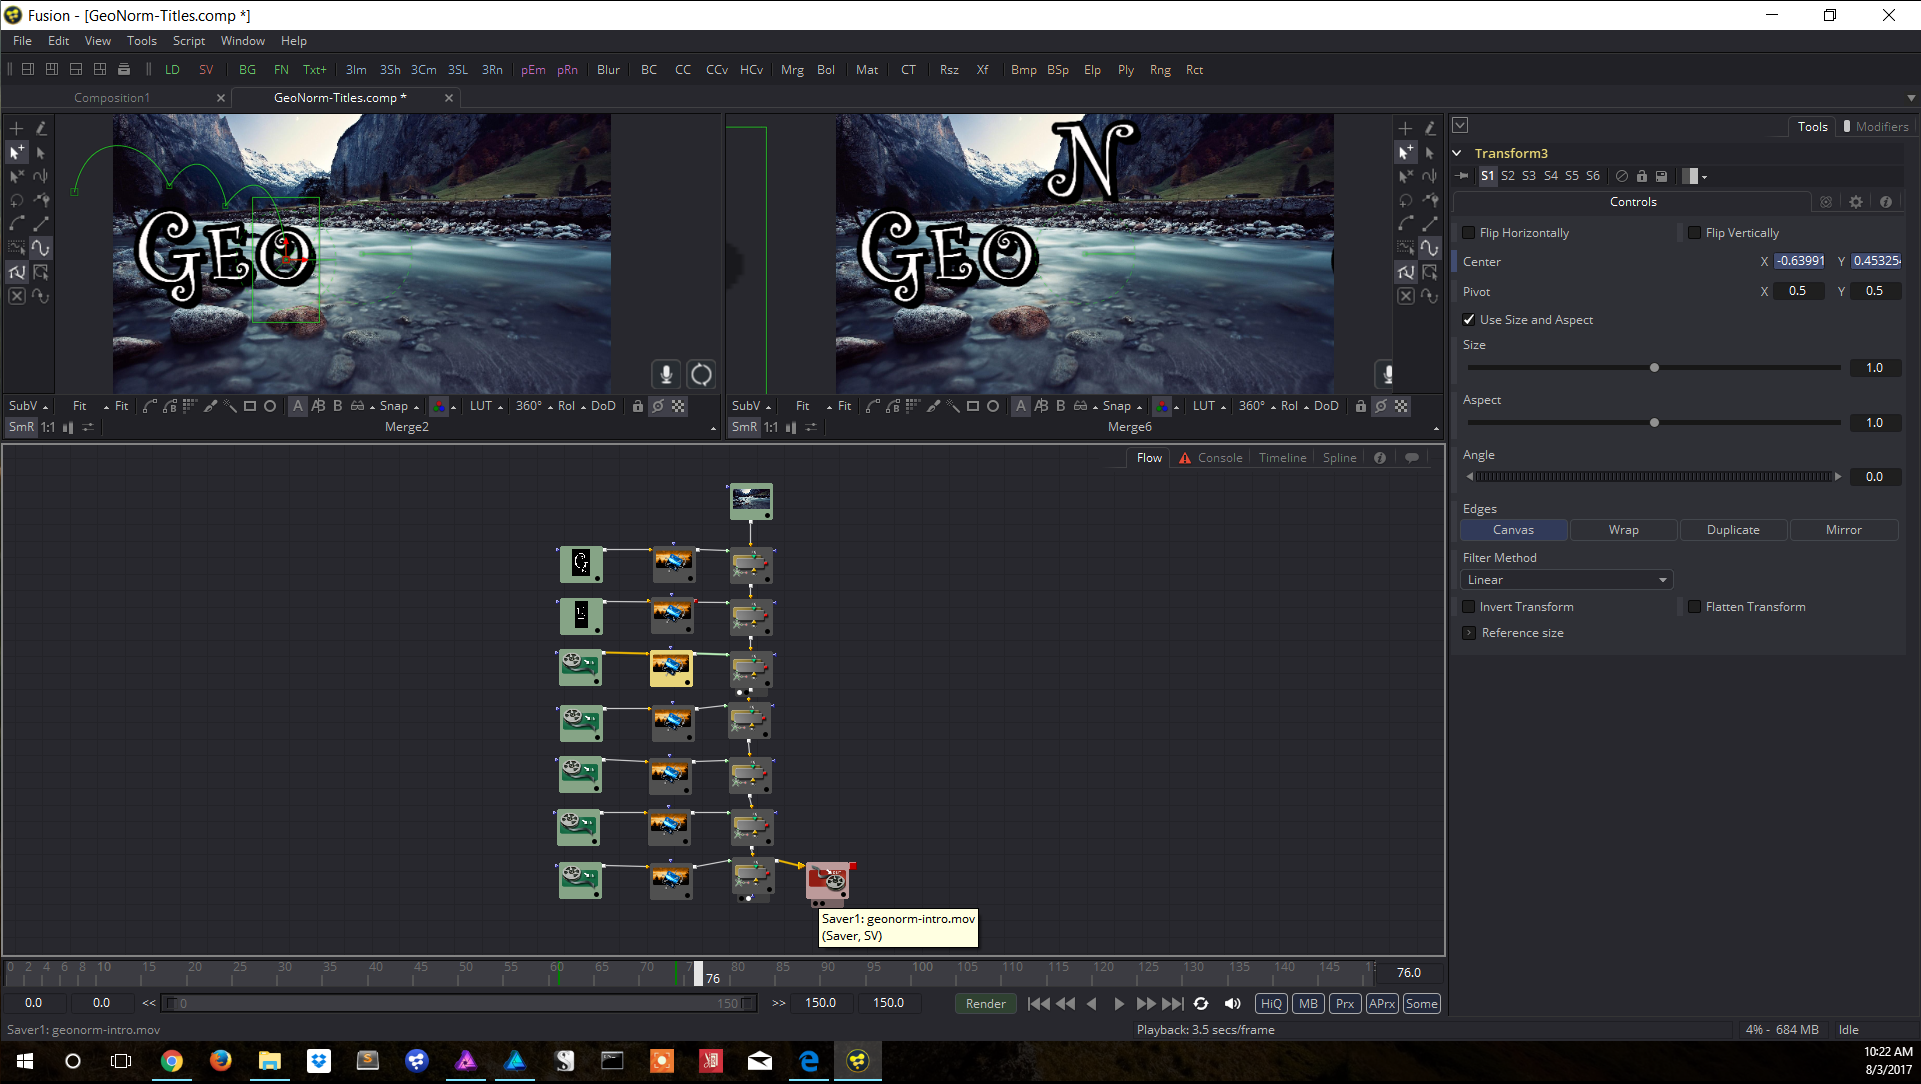 Fusion - [GeoNorm-Titles.comp *]
File Edit View Tools Script Window Help
LD SV BG FN Txt+ 3Im 3Sh 3Cm 3SL 3Rn pEm pRn Blur BC CC CCv HCv Mrg Bol Mat CT Rsz Xf Bmp BSp Elp Ply Rng Rct
Composition1
GeoNorm-Titles.comp *
Tools
Modifiers
GEO
N
GEO
SubV Fit Fit A B Snap LUT 360° RoI DoD
SmR 1:1 Merge2
SubV Fit Fit A B Snap LUT 360° RoI DoD
SmR 1:1 Merge6
Transform3
S1 S2 S3 S4 S5 S6
Controls
Flip Horizontally Flip Vertically
Center X -0.63991 Y 0.453254
Pivot X 0.5 Y 0.5
Use Size and Aspect
Size
1.0
Aspect
1.0
Angle
0.0
Edges
Canvas Wrap Duplicate Mirror
Filter Method
Linear
Invert Transform Flatten Transform
Reference size
Flow Console Timeline Spline
Saver1: geonorm-intro.mov
(Saver, SV)
0 2 4 6 8 10 15 20 25 30 35 40 45 50 55 60 65 70 76 80 85 90 95 100 105 110 115 120 125 130 135 140 145 76.0
0.0 0.0 << 0 150 >> 150.0 150.0 Render HiQ MB Prx APrx Some
Saver1: geonorm-intro.mov
Playback: 3.5 secs/frame
4% - 684 MB Idle
10:22 AM
8/3/2017